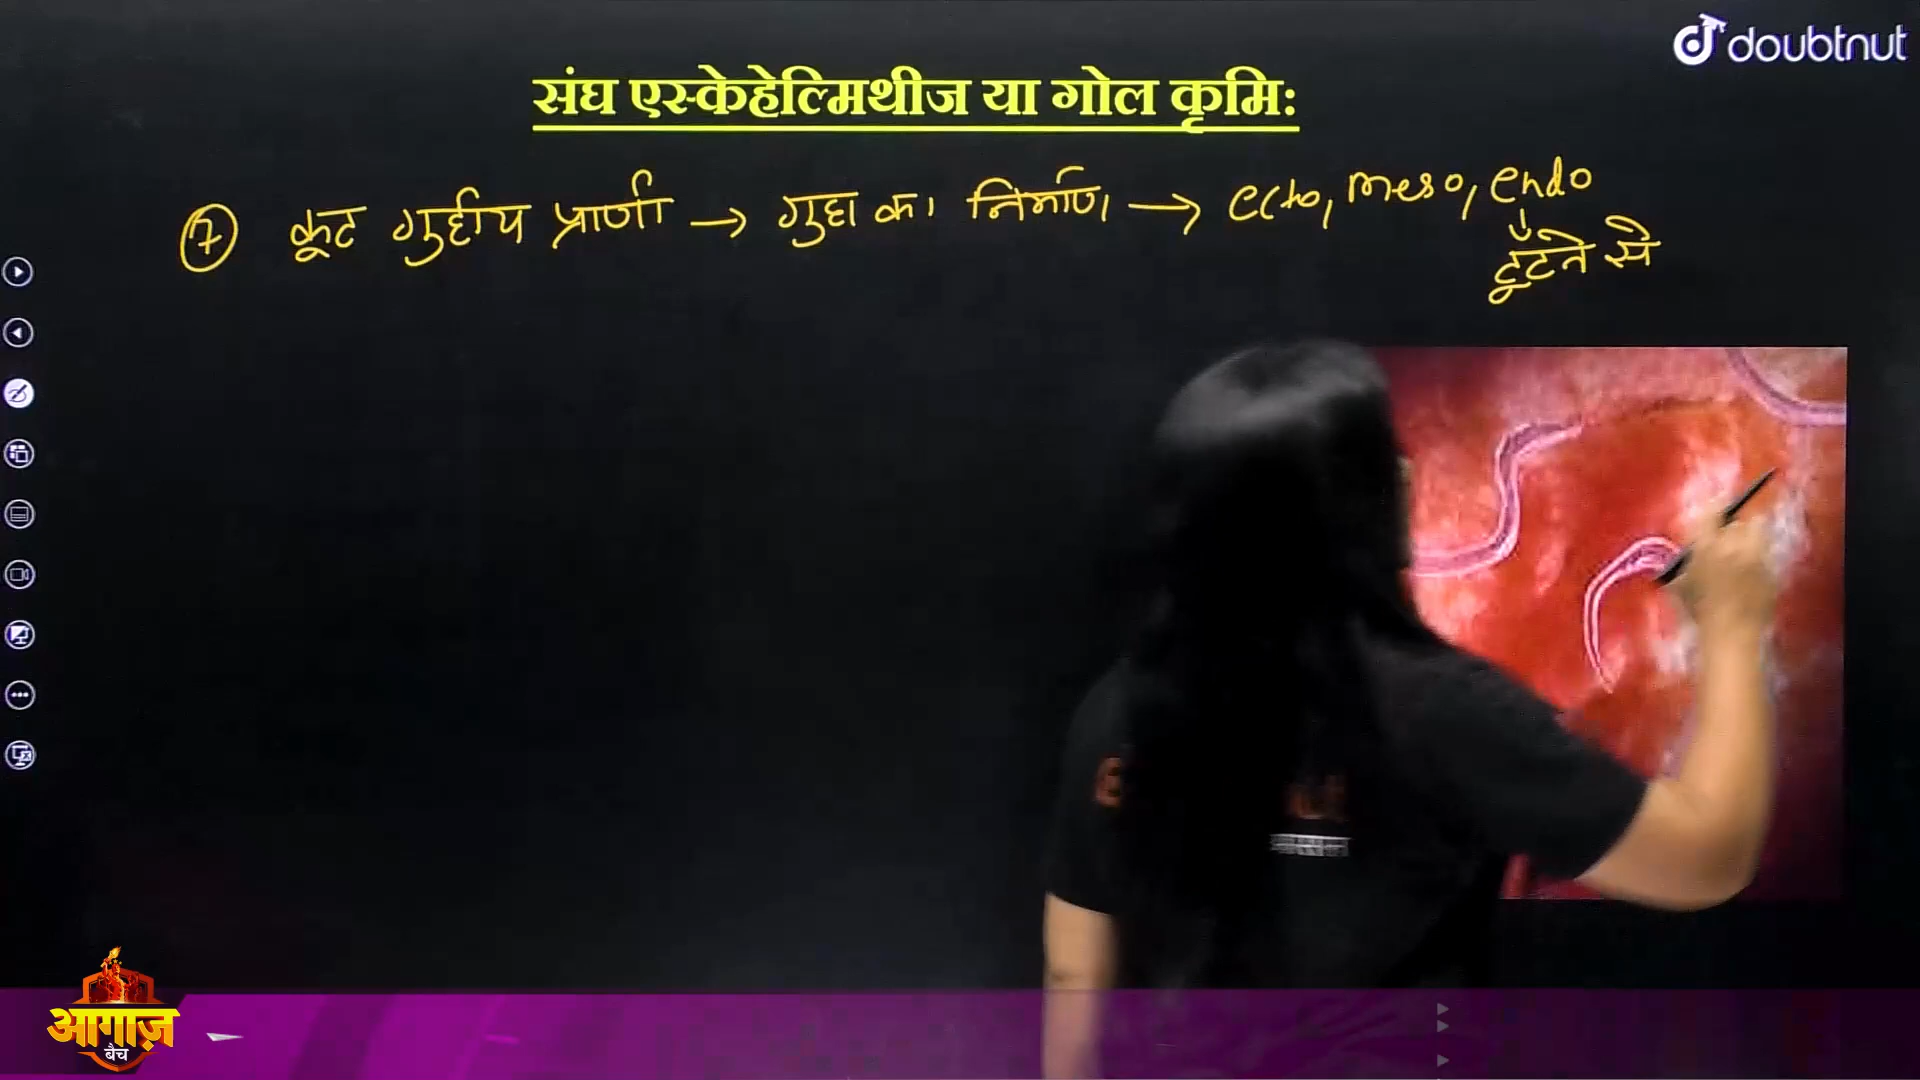 doubtnut
संघ एस्केहेल्मिथीज या गोल कृमि:
7 कूट गुहीय प्राणी → गुहा का निर्माण → ecto, meso, endo
टूटने से
आगाज़
बैच